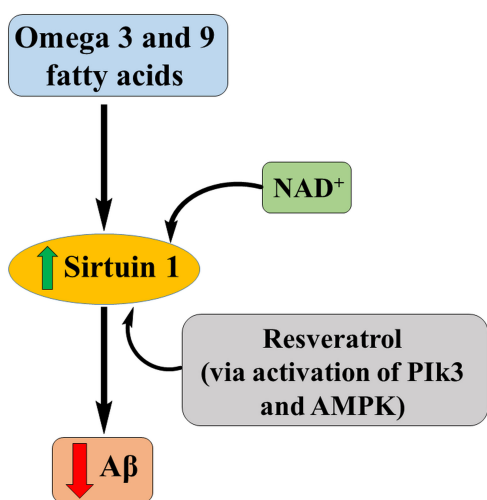 Omega 3 and 9
fatty acids
NAD⁺
Sirtuin 1
Resveratrol
(via activation of PIk3
and AMPK)
Aβ